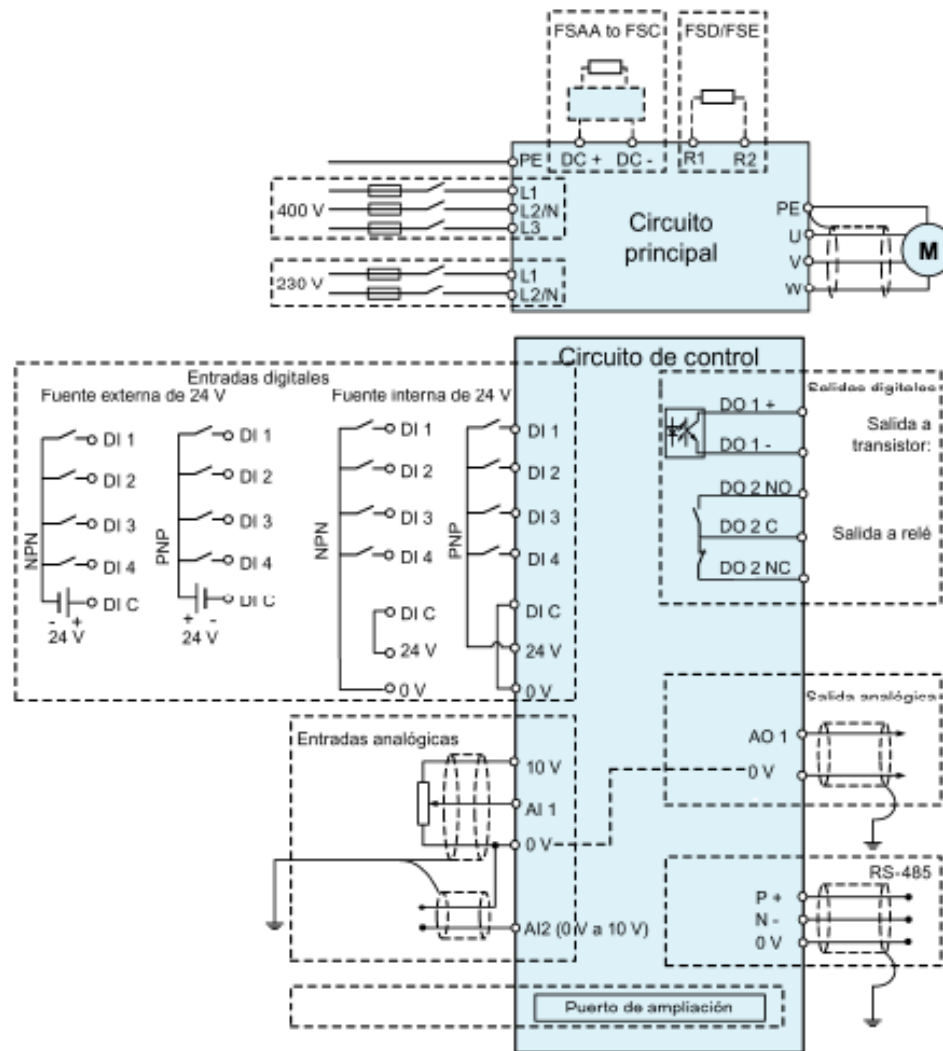 FSAA to FSC
FSD/FSE
PE
DC +
DC -
R1
R2
400 V
L1
L2/N
L3
Circuito
principal
PE
U
V
W
M
230 V
L1
L2/N
Circuito de control
Entradas digitales
Fuente externa de 24 V
Fuente interna de 24 V
NPN
DI 1
DI 2
DI 3
DI 4
DI C
- +
24 V
PNP
DI 1
DI 2
DI 3
DI 4
DI C
+ -
24 V
NPN
DI 1
DI 2
DI 3
DI 4
DI C
24 V
0 V
PNP
DI 1
DI 2
DI 3
DI 4
DI C
24 V
0 V
Salidas digitales
DO 1 +
DO 1 -
Salida a
transistor:
DO 2 NO
DO 2 C
DO 2 NC
Salida a relé
Entradas analógicas
10 V
AI 1
0 V
AI2 (0 V a 10 V)
Salida analógica
AO 1
0 V
RS-485
P +
N -
0 V
Puerto de ampliación